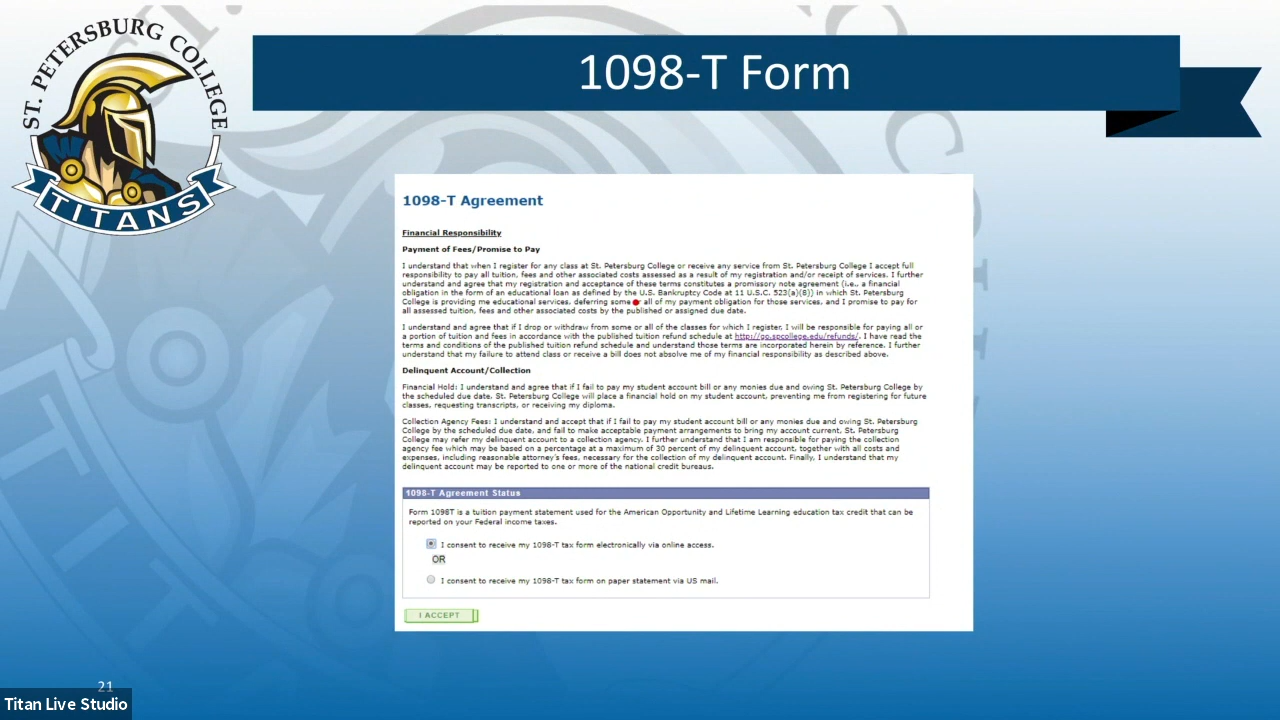 ST. PETERSBURG COLLEGE
TITANS
1098-T Form
1098-T Agreement
Financial Responsibility
Payment of Fees/Promise to Pay
I understand that when I register for any class at St. Petersburg College or receive any service from St. Petersburg College I accept full
responsibility to pay all tuition, fees and other associated costs assessed as a result of my registration and/or receipt of services. I further
understand and agree that my registration and acceptance of these terms constitutes a promissory note agreement (i.e., a financial
obligation in the form of an educational loan as defined by the U.S. Bankruptcy Code at 11 U.S.C. 523(a)(8)) in which St. Petersburg
College is providing me educational services, deferring some or all of my payment obligation for those services, and I promise to pay for
all assessed tuition, fees and other associated costs by the published or assigned due date.
I understand and agree that if I drop or withdraw from some or all of the classes for which I register, I will be responsible for paying all or
a portion of tuition and fees in accordance with the published tuition refund schedule at http://go.spcollege.edu/refunds/. I have read the
terms and conditions of the published tuition refund schedule and understand those terms are incorporated herein by reference. I further
understand that my failure to attend class or receive a bill does not absolve me of my financial responsibility as described above.
Delinquent Account/Collection
Financial Hold: I understand and agree that if I fail to pay my student account bill or any monies due and owing St. Petersburg College by
the scheduled due date, St. Petersburg College will place a financial hold on my student account, preventing me from registering for future
classes, requesting transcripts, or receiving my diploma.
Collection Agency Fees: I understand and accept that if I fail to pay my student account bill or any monies due and owing St. Petersburg
College by the scheduled due date, and fail to make acceptable payment arrangements to bring my account current, St. Petersburg
College may refer my delinquent account to a collection agency. I further understand that I am responsible for paying the collection
agency fee which may be based on a percentage at a maximum of 30 percent of my delinquent account, together with all costs and
expenses, including reasonable attorney's fees, necessary for the collection of my delinquent account. Finally, I understand that my
delinquent account may be reported to one or more of the national credit bureaus.
1098-T Agreement Status
Form 1098T is a tuition payment statement used for the American Opportunity and Lifetime Learning education tax credit that can be
reported on your Federal income taxes.
I consent to receive my 1098-T tax form electronically via online access.
OR
I consent to receive my 1098-T tax form on paper statement via US mail.
I ACCEPT
21
Titan Live Studio